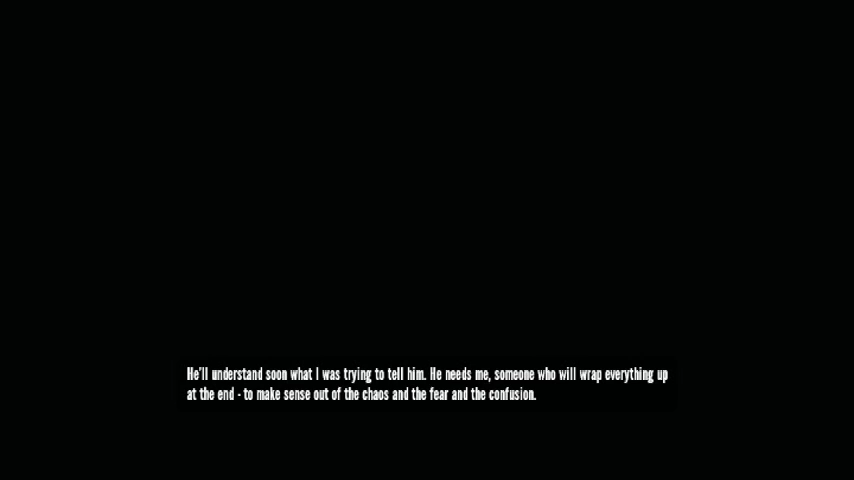 He'll understand soon what I was trying to tell him. He needs me, someone who will wrap everything up
at the end - to make sense out of the chaos and the fear and the confusion.